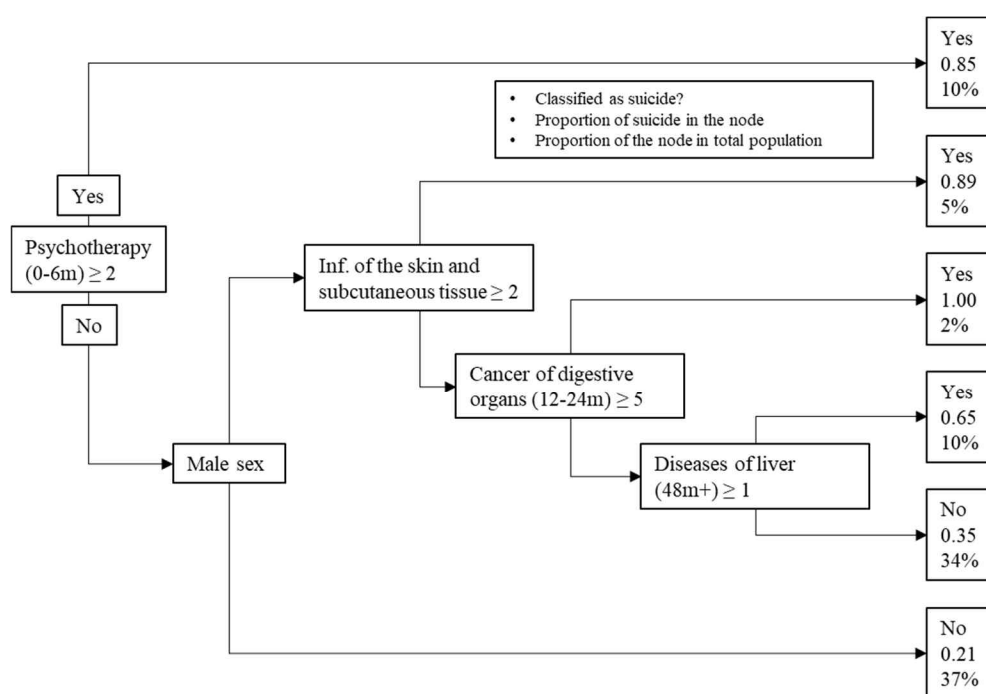 Yes
0.85
10%
• Classified as suicide?
• Proportion of suicide in the node
• Proportion of the node in total population
Yes
0.89
5%
Yes
Psychotherapy
(0-6m) ≥ 2
No
Inf. of the skin and
subcutaneous tissue ≥ 2
Yes
1.00
2%
Cancer of digestive
organs (12-24m) ≥ 5
Yes
0.65
10%
Male sex
Diseases of liver
(48m+) ≥ 1
No
0.35
34%
No
0.21
37%